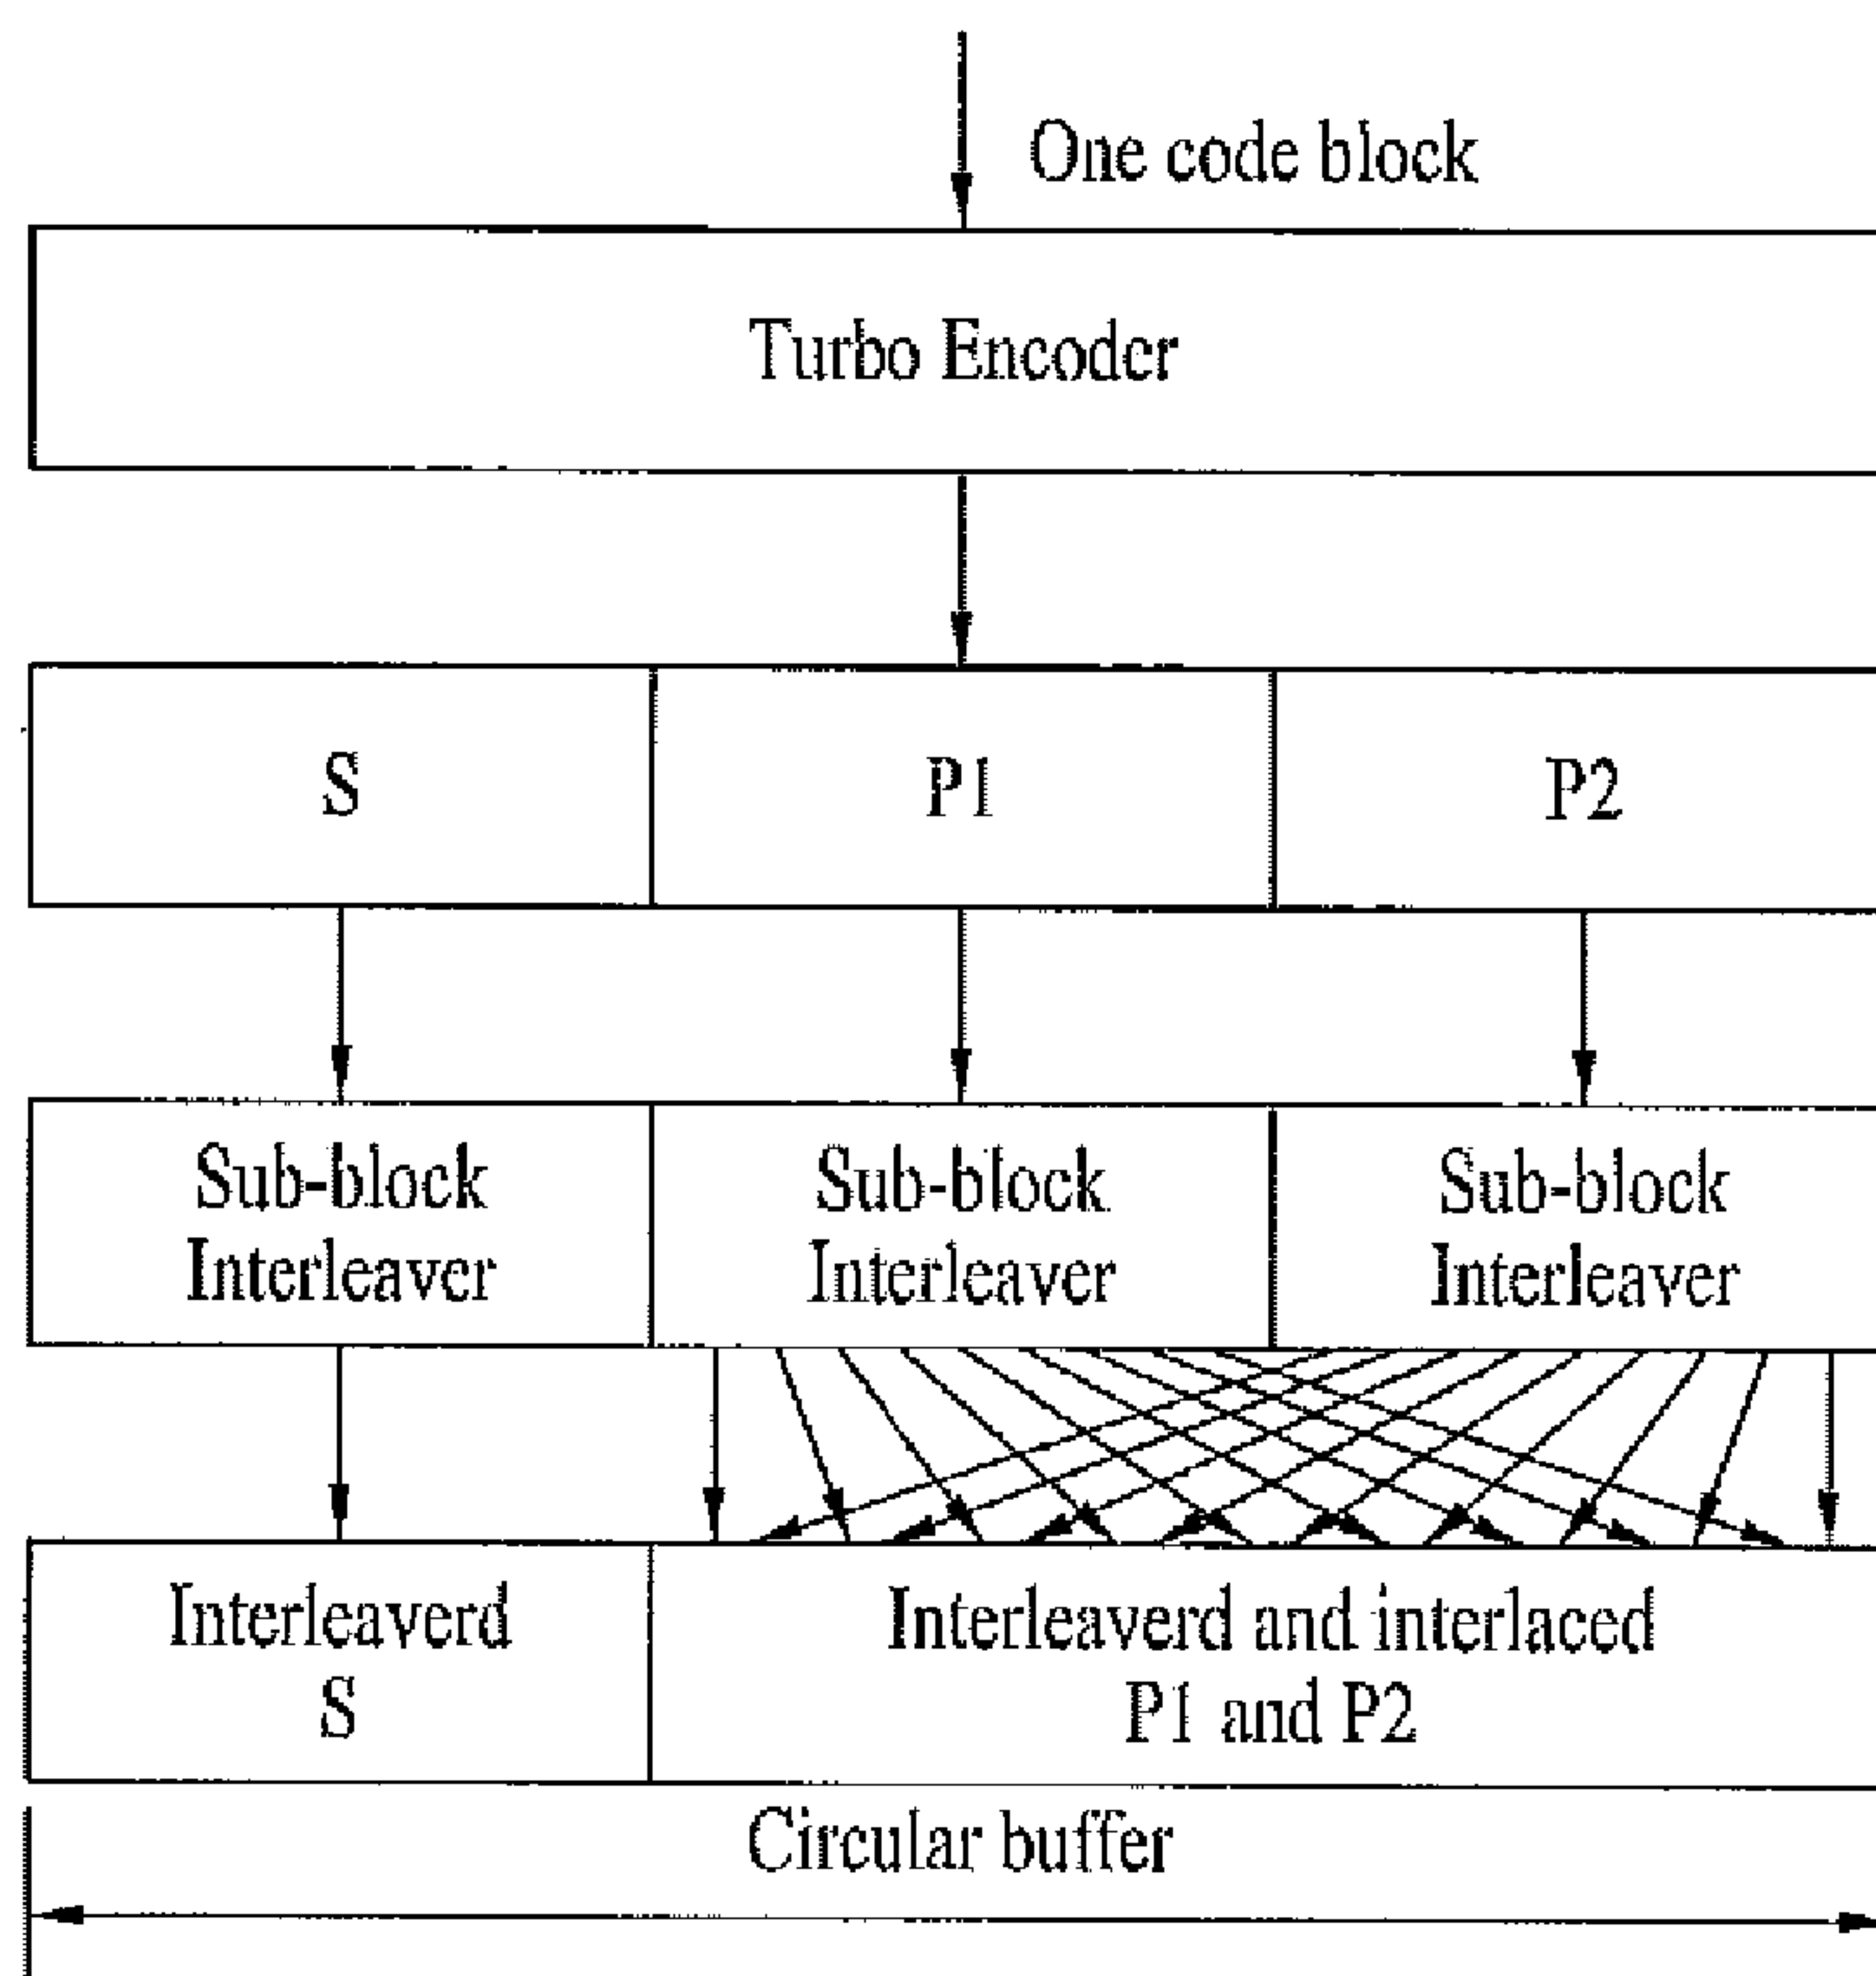 One code block
Turbo Encoder
S
P1
P2
Sub-block
Interleaver
Sub-block
Interleaver
Sub-block
Interleaver
Interleaverd
S
Interleaverd and interlaced
P1 and P2
Circular buffer